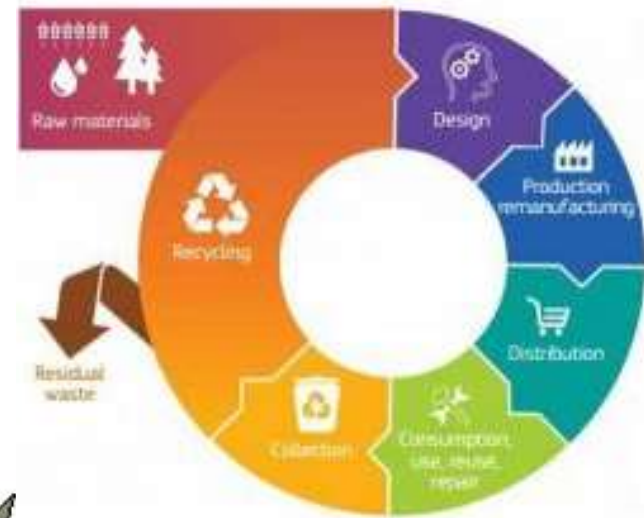 Raw materials
Design
Production
remanufacturing
Distribution
Consumption,
use, reuse,
repair
Collection
Recycling
Residual
waste